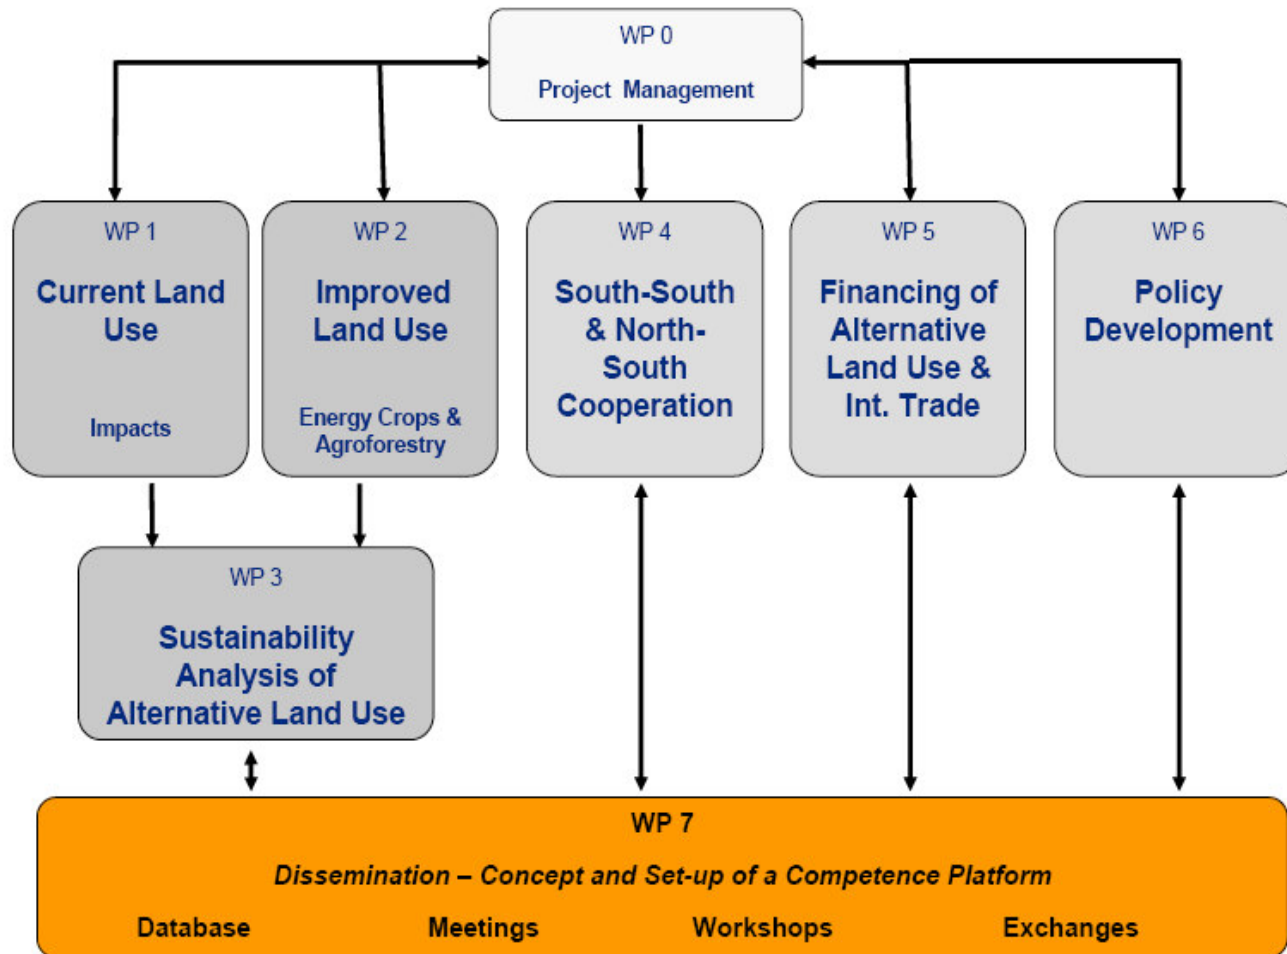 WP 0
Project Management
WP 1
Current Land
Use
Impacts
WP 2
Improved
Land Use
Energy Crops &
Agroforestry
WP 4
South-South
& North-
South
Cooperation
WP 5
Financing of
Alternative
Land Use &
Int. Trade
WP 6
Policy
Development
WP 3
Sustainability
Analysis of
Alternative Land Use
WP 7
Dissemination – Concept and Set-up of a Competence Platform
Database Meetings Workshops Exchanges